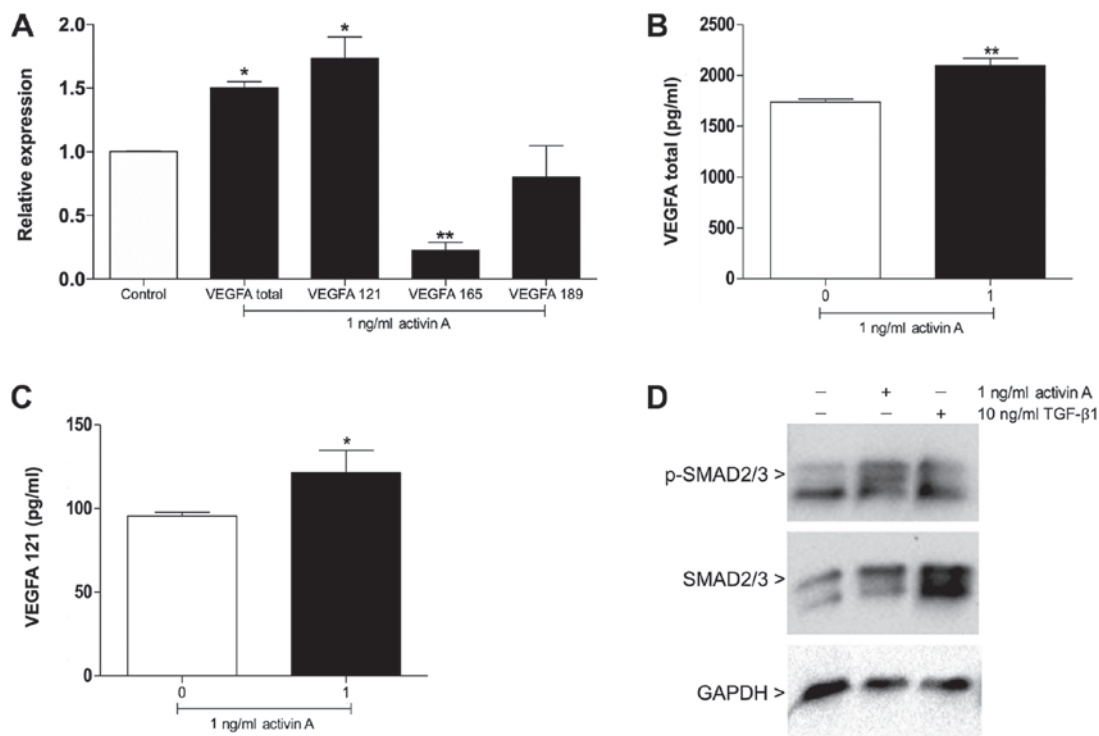 A
Relative expression
2.0
1.5
1.0
0.5
0.0
*
*
**
Control
VEGFA total
VEGFA 121
VEGFA 165
VEGFA 189
1 ng/ml activin A
B
VEGFA total (pg/ml)
2500
2000
1500
1000
500
0
**
0
1
1 ng/ml activin A
C
VEGFA 121 (pg/ml)
150
100
50
0
*
0
1
1 ng/ml activin A
D
– + – 1 ng/ml activin A
– – + 10 ng/ml TGF-β1
p-SMAD2/3 >
SMAD2/3 >
GAPDH >